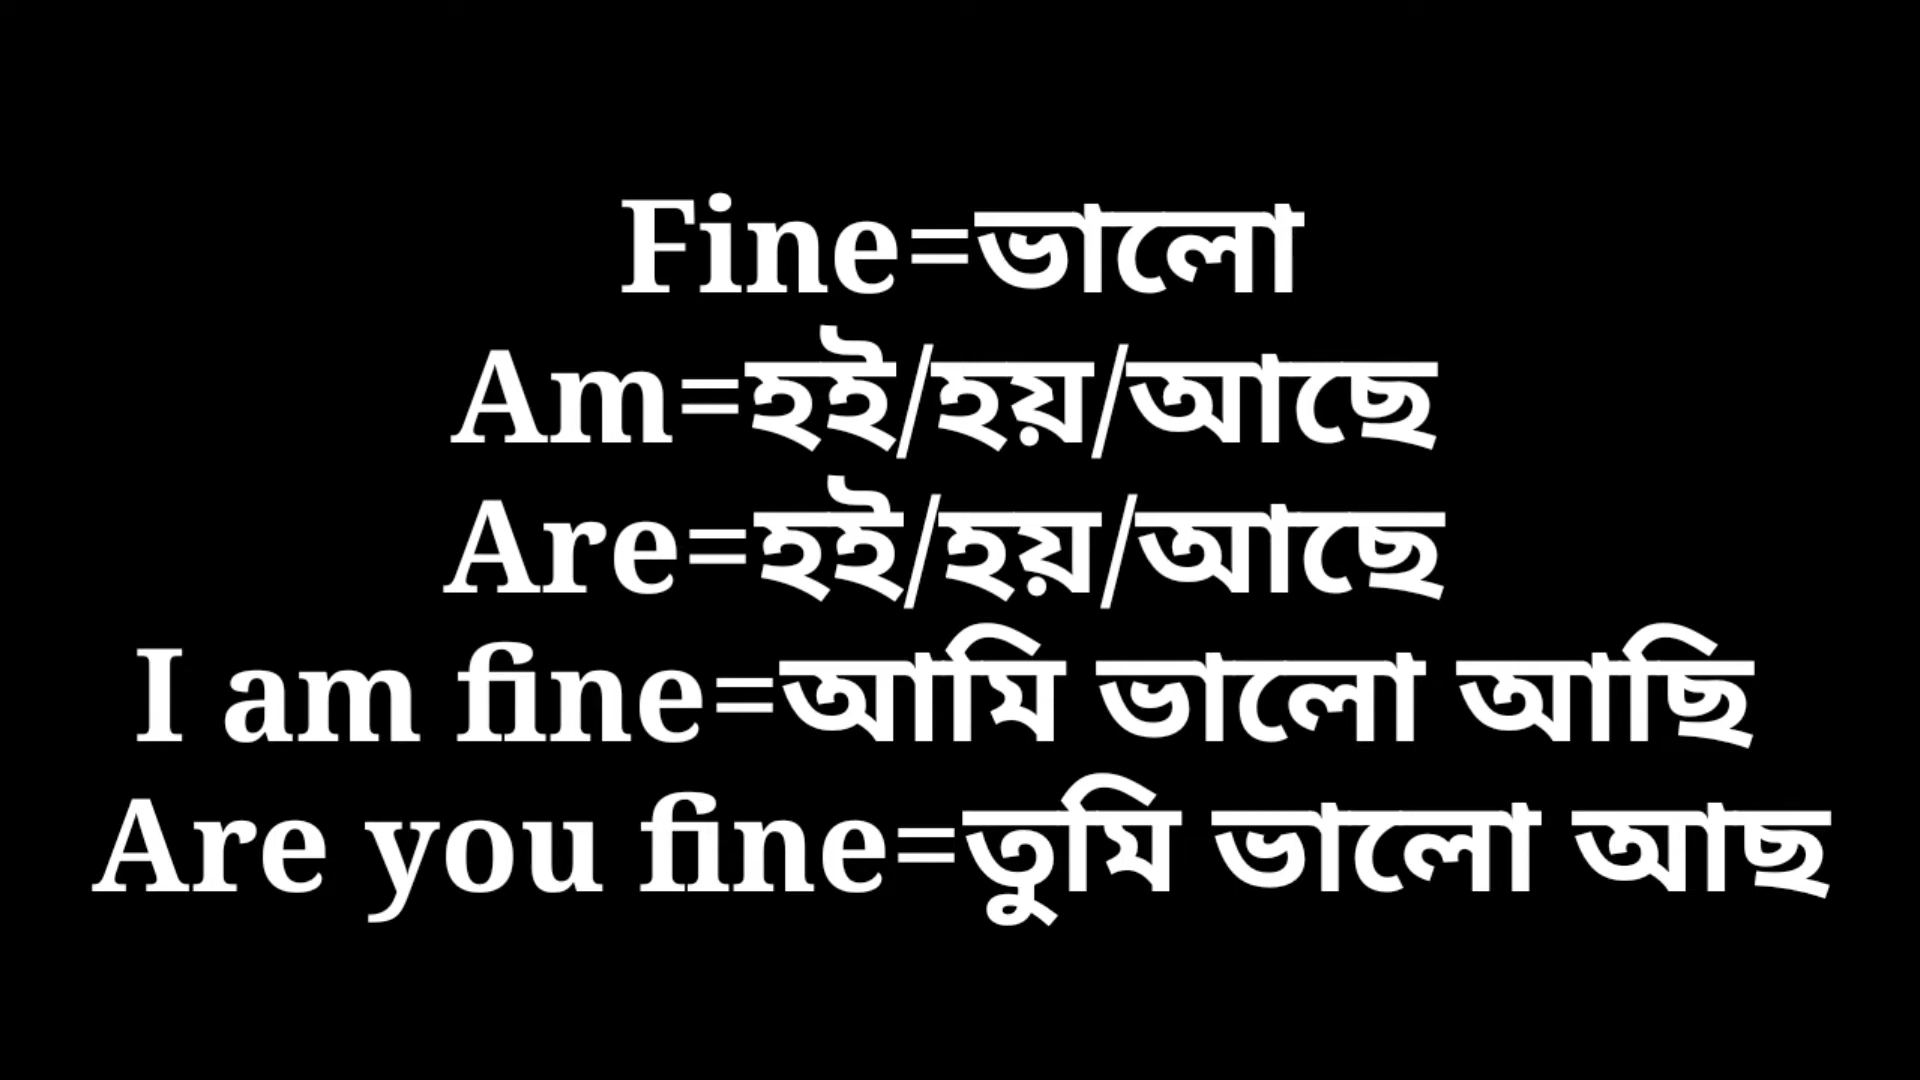 Fine=ভালো
Am=হই/হয়/আছে
Are=হই/হয়/আছে
I am fine=আমি ভালো আছি
Are you fine=তুমি ভালো আছ